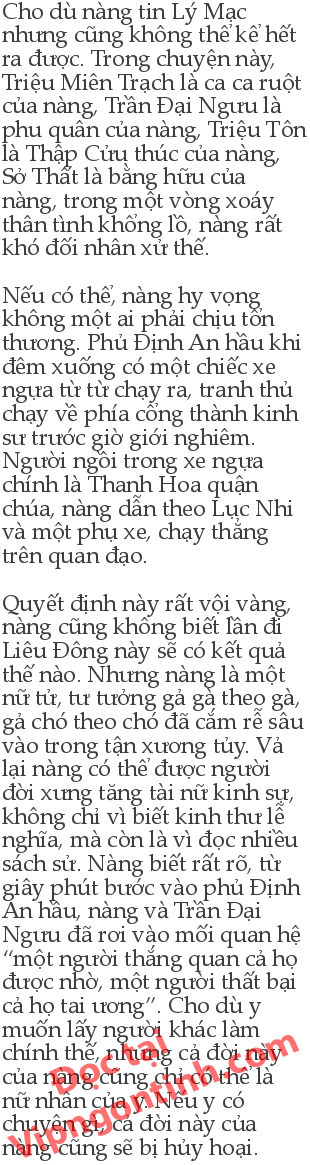 Cho dù nàng tin Lý Mạc
nhưng cũng không thể kể hết
ra được. Trong chuyện này,
Triệu Miên Trạch là ca ca ruột
của nàng, Trần Đại Ngưu là
phu quân của nàng, Triệu Tôn
là Thập Cửu thúc của nàng,
Sở Thất là bằng hữu của
nàng, trong một vòng xoáy
thân tình khổng lồ, nàng rất
khó đối nhân xử thế.
Nếu có thể, nàng hy vọng
không một ai phải chịu tổn
thương. Phủ Định An hầu khi
đêm xuống có một chiếc xe
ngựa từ từ chạy ra, tranh thủ
chạy về phía cổng thành kinh
sư trước giờ giới nghiêm.
Người ngồi trong xe ngựa
chính là Thanh Hoa quận
chúa, nàng dẫn theo Lục Nhi
và một phụ xe, chạy thẳng
trên quan đạo.
Quyết định này rất vội vàng,
nàng cũng không biết lần đi
Liêu Đông này sẽ có kết quả
thế nào. Nhưng nàng là một
nữ tử, tư tưởng gả gà theo gà,
gả chó theo chó đã cắm rễ sâu
vào trong tận xương tủy. Vả
lại nàng có thể được người
đời xưng tăng tài nữ kinh sư,
không chỉ vì biết kinh thư lễ
nghĩa, mà còn là vì đọc nhiều
sách sử. Nàng biết rất rõ, từ
giây phút bước vào phủ Định
An hầu, nàng và Trần Đại
Ngưu đã rơi vào mối quan hệ
“một người thắng quan cả họ
được nhờ, một người thất bại
cả họ tai ương”. Cho dù y
muốn lấy người khác làm
chính thê, nhưng cả đời này
của nàng cũng chỉ có thể là
nữ nhân của y. Nếu y có
chuyện gì, cả đời này của
nàng cũng sẽ bị hủy hoại.
Đọc tại
Vipngontinh.com